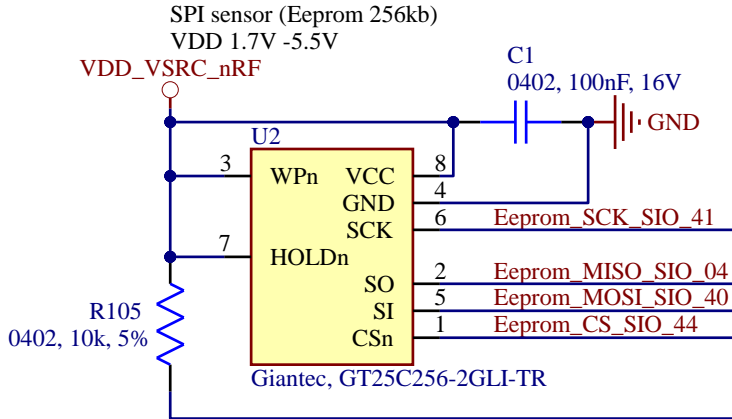 SPI sensor (Eeprom 256kb)
VDD 1.7V -5.5V
VDD_VSRC_nRF
C1
0402, 100nF, 16V
GND
U2
3
WPn
VCC
8
GND
4
SCK
6
Eeprom_SCK_SIO_41
7
HOLDn
SO
2
Eeprom_MISO_SIO_04
SI
5
Eeprom_MOSI_SIO_40
CSn
1
Eeprom_CS_SIO_44
R105
0402, 10k, 5%
Giantec, GT25C256-2GLI-TR